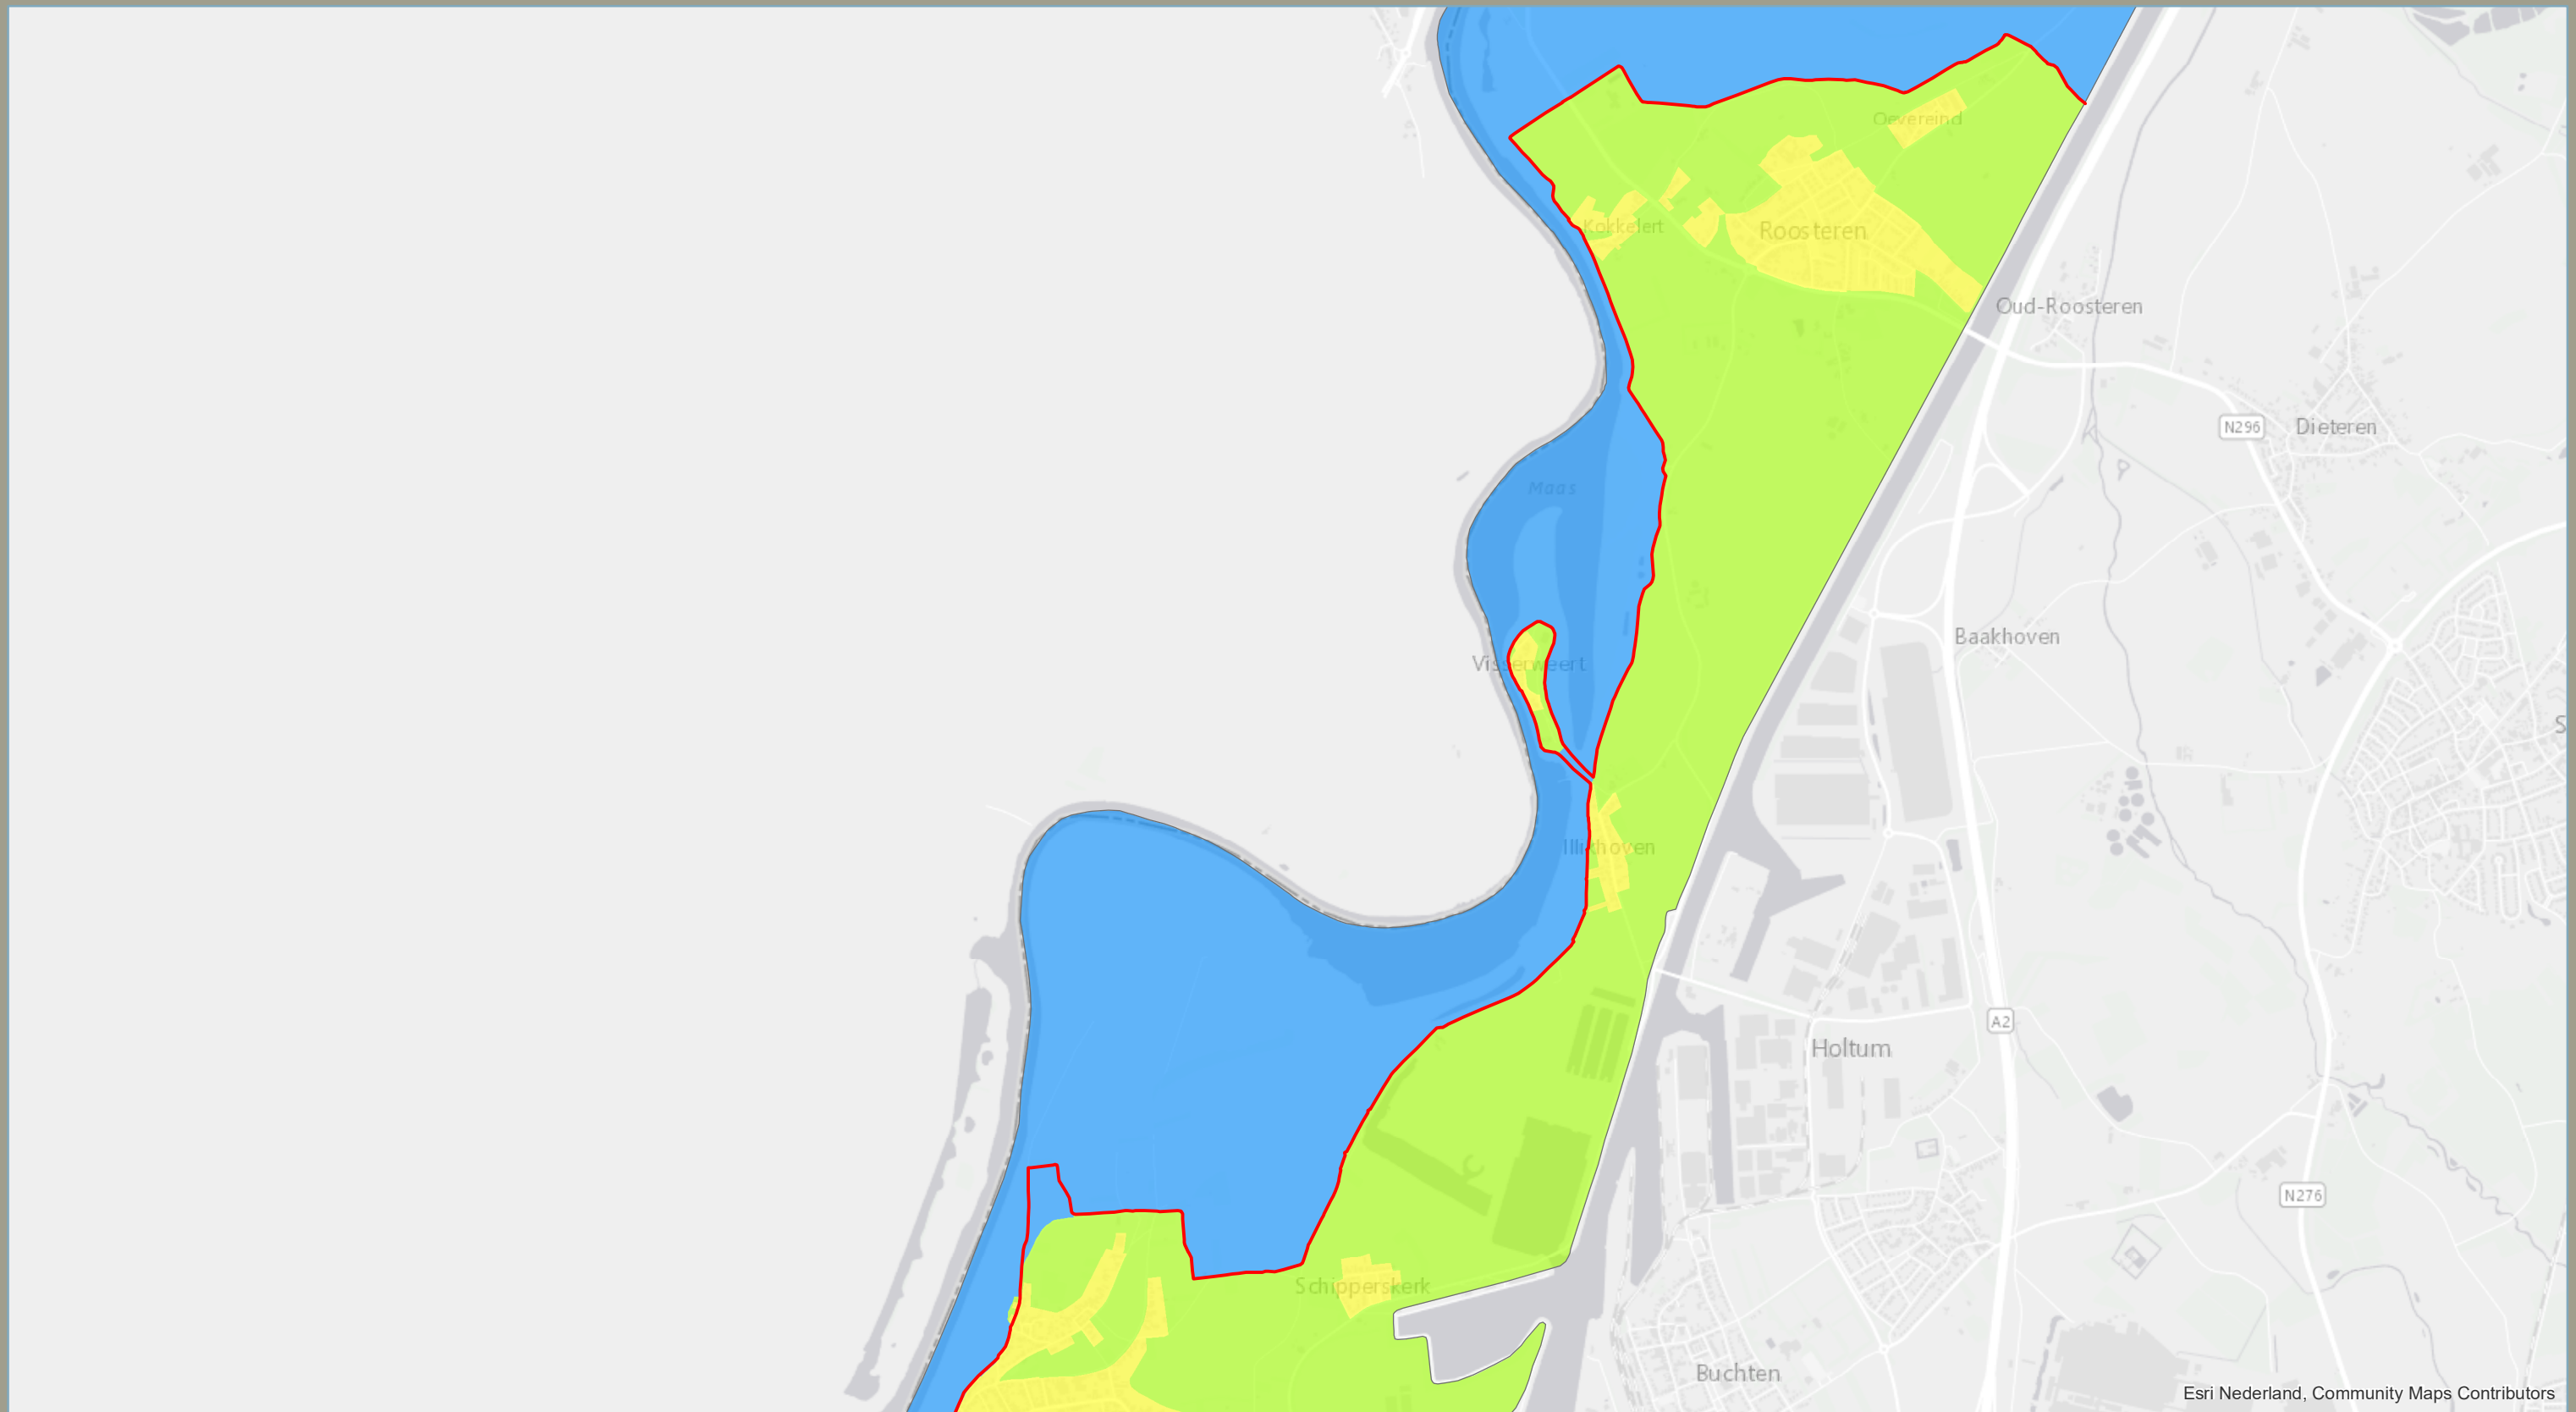 Oevereind
Kokkelert
Roosteren
Oud-Roosteren
N296
Dieteren
Maas
Baakhoven
Visserweert
S
Illikhoven
A2
Holtum
N276
Schipperskerk
Buchten
Esri Nederland, Community Maps Contributors